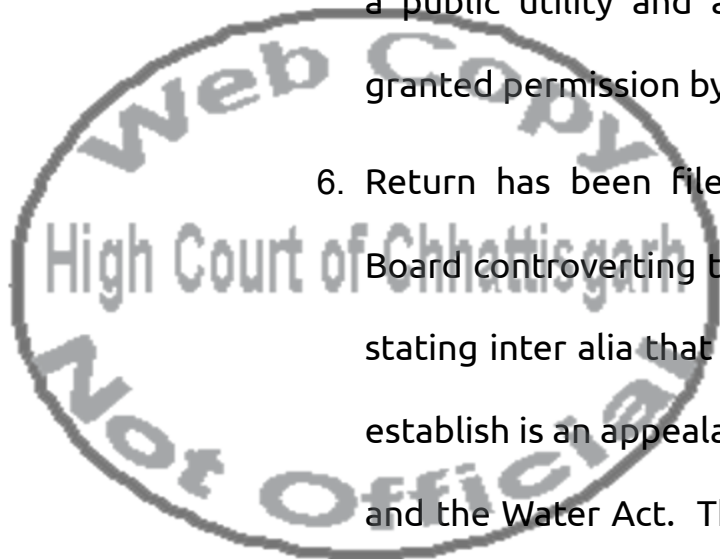 a public utility and a
granted permission by
6. Return has been file
Board controverting t
stating inter alia that
establish is an appeala
and the Water Act. Th
Web Copy
High Court of Chhattisgarh
Not Official